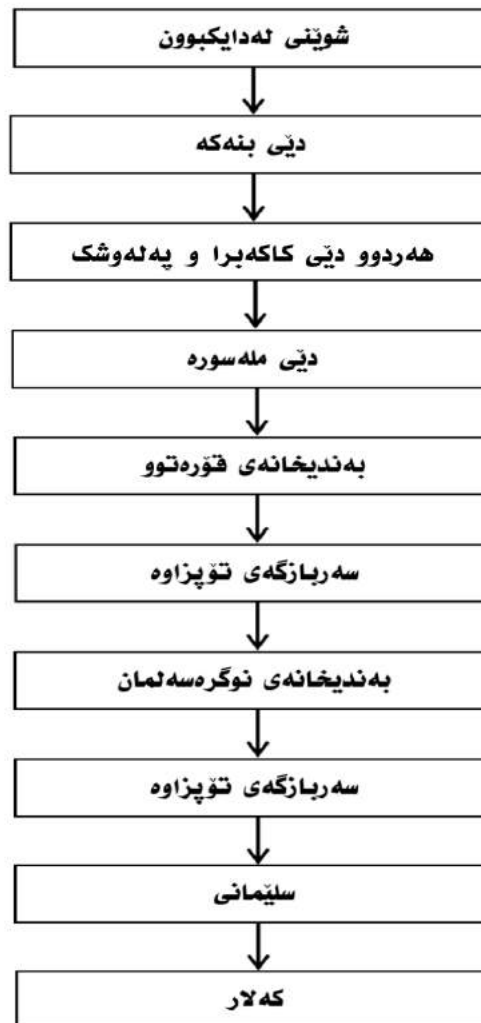 شوێنی لەدایکبوون
دێی بنەکە
هەردوو دێی کاکەبرا و پەلەوشک
دێی ملەسورە
بەندیخانەی قۆرەتوو
سەربازگەی تۆپزاوە
بەندیخانەی نوگرەسەلمان
سەربازگەی تۆپزاوە
سلێمانی
کەلار